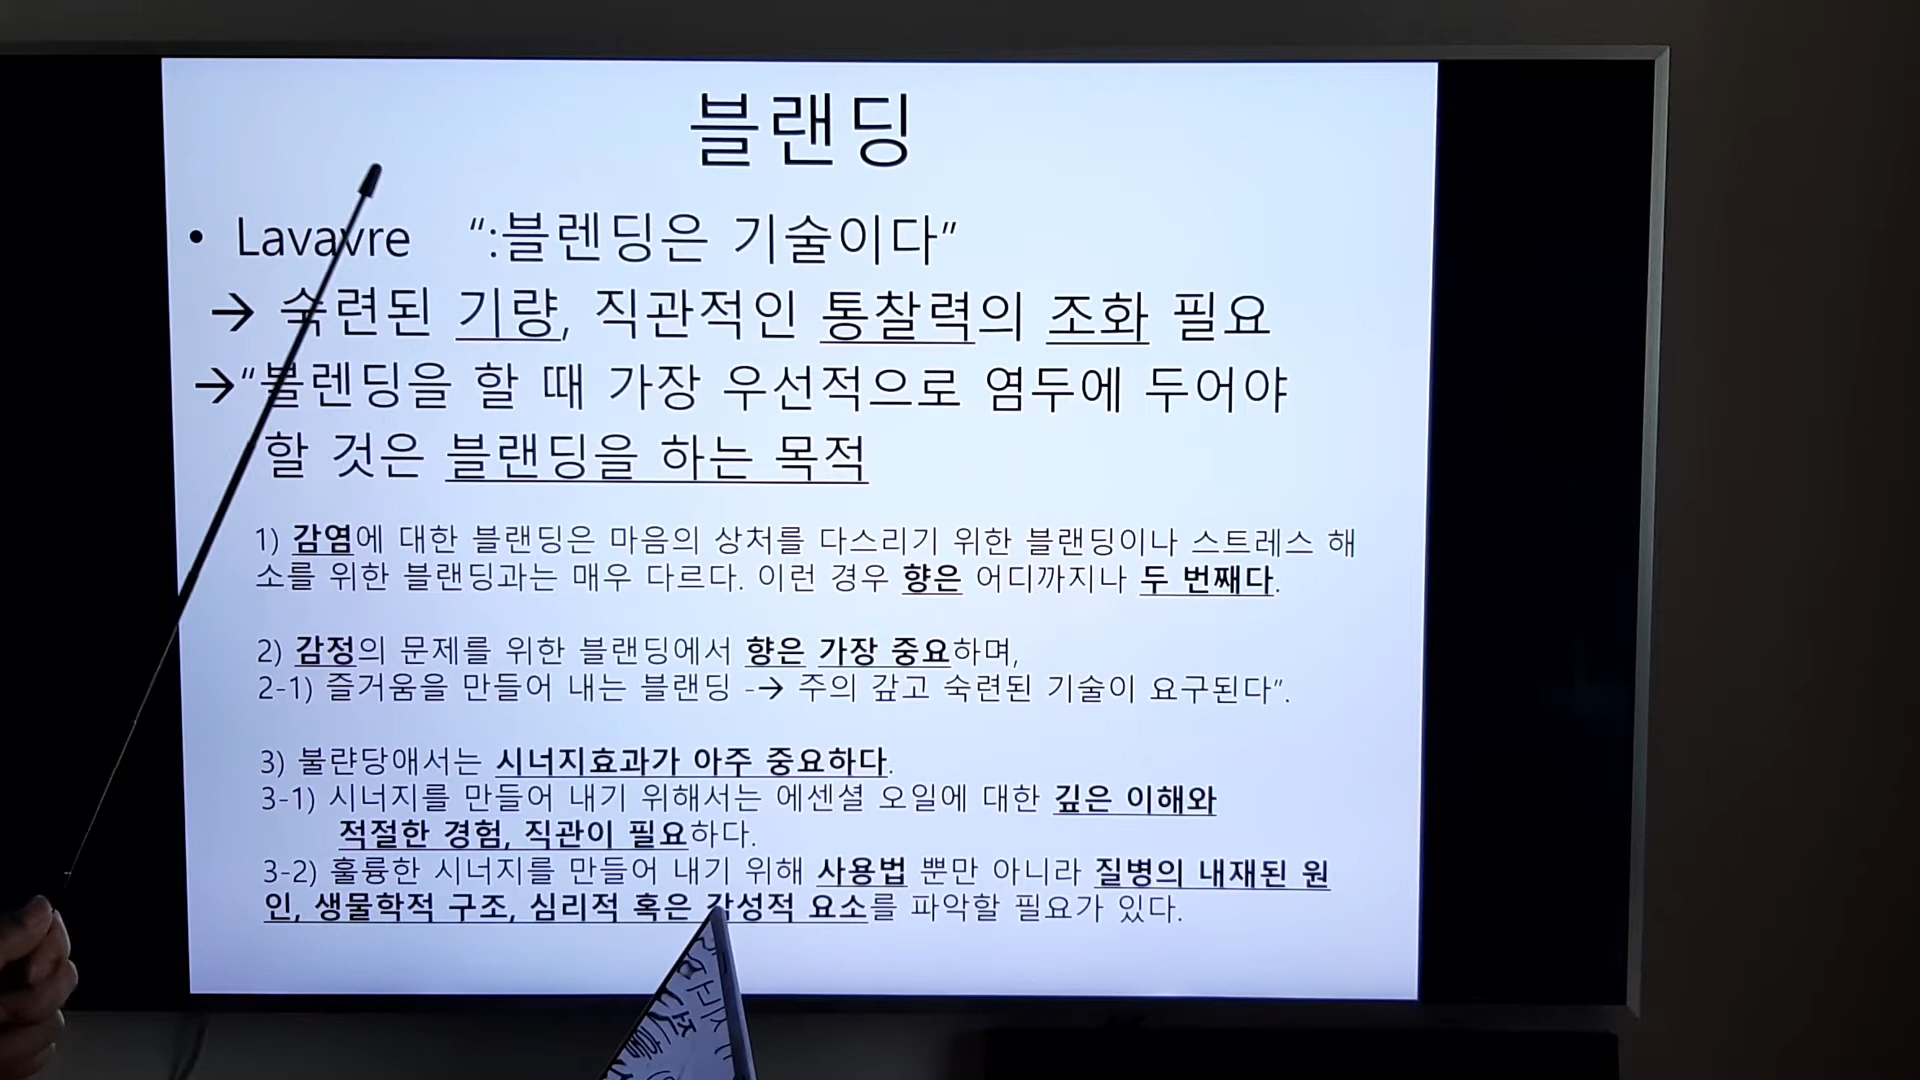 블랜딩
• Lavavre “:블렌딩은 기술이다”
→ 숙련된 기량, 직관적인 통찰력의 조화 필요
→“블렌딩을 할 때 가장 우선적으로 염두에 두어야
할 것은 블랜딩을 하는 목적
1) 감염에 대한 블랜딩은 마음의 상처를 다스리기 위한 블랜딩이나 스트레스 해
소를 위한 블랜딩과는 매우 다르다. 이런 경우 향은 어디까지나 두 번째다.
2) 감정의 문제를 위한 블랜딩에서 향은 가장 중요하며,
2-1) 즐거움을 만들어 내는 블랜딩 -→ 주의 갚고 숙련된 기술이 요구된다”.
3) 불랸당애서는 시너지효과가 아주 중요하다.
3-1) 시너지를 만들어 내기 위해서는 에센셜 오일에 대한 깊은 이해와
적절한 경험, 직관이 필요하다.
3-2) 훌륭한 시너지를 만들어 내기 위해 사용법 뿐만 아니라 질병의 내재된 원
인, 생물학적 구조, 심리적 혹은 각성적 요소를 파악할 필요가 있다.